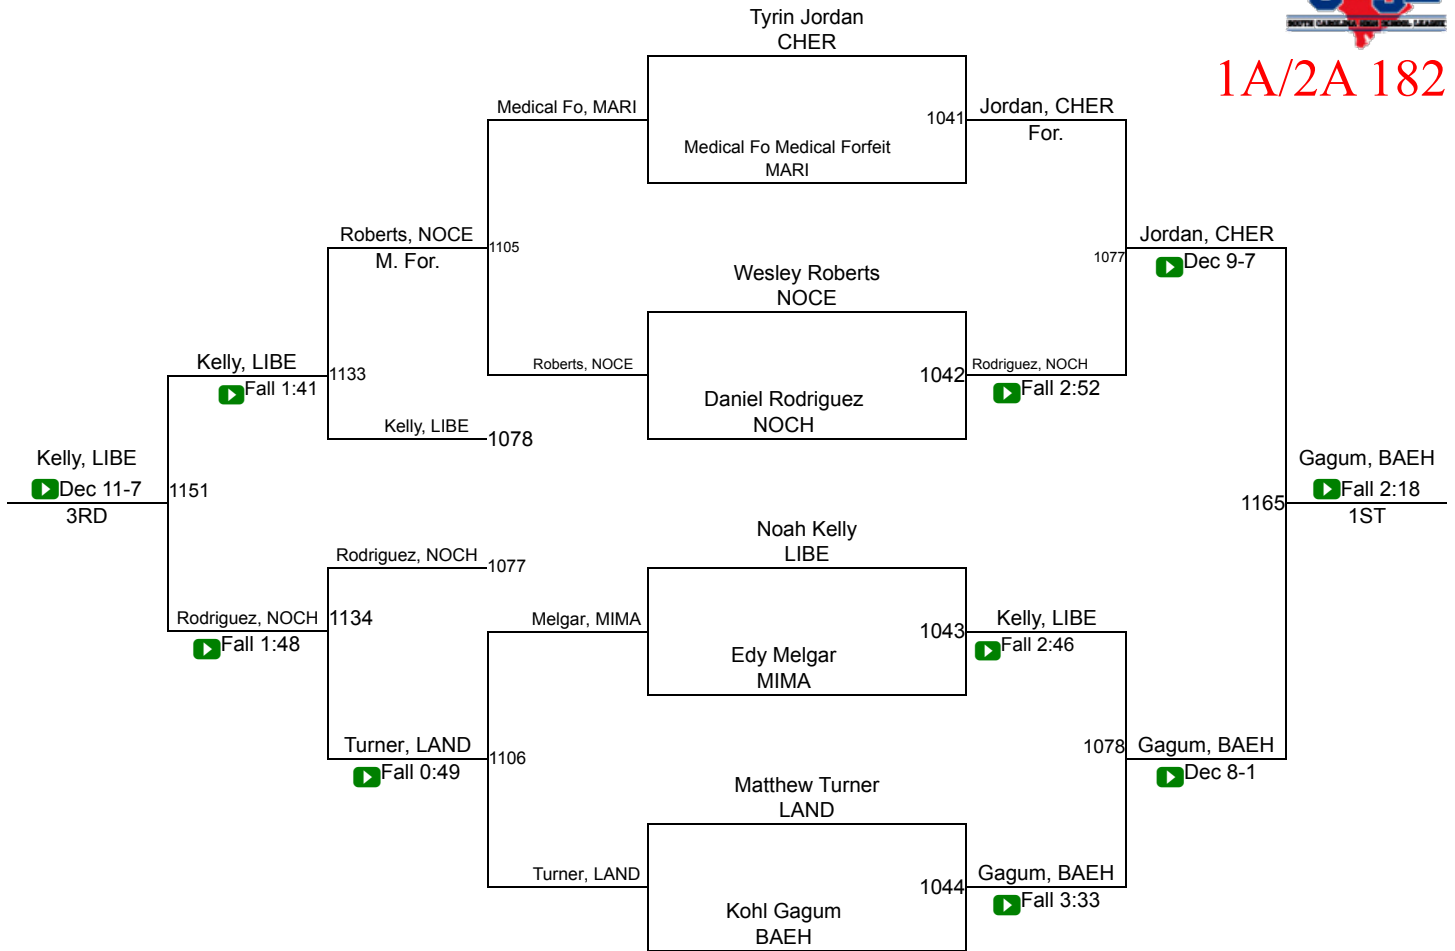 SOUTH CAROLINA HIGH SCHOOL LEAGUE
1A/2A 182
Tyrin Jordan
CHER
Medical Fo, MARI
1041
Jordan, CHER
For.
Medical Fo Medical Forfeit
MARI
Roberts, NOCE
M. For.
1105
1077
Jordan, CHER
Dec 9-7
Wesley Roberts
NOCE
Kelly, LIBE
Fall 1:41
1133
Roberts, NOCE
1042
Rodriguez, NOCH
Fall 2:52
Daniel Rodriguez
NOCH
Kelly, LIBE
1078
Kelly, LIBE
Dec 11-7
3RD
1151
1165
Gagum, BAEH
Fall 2:18
1ST
Noah Kelly
LIBE
Rodriguez, NOCH
1077
Rodriguez, NOCH
Fall 1:48
1134
Melgar, MIMA
1043
Kelly, LIBE
Fall 2:46
Edy Melgar
MIMA
Turner, LAND
Fall 0:49
1106
1078
Gagum, BAEH
Dec 8-1
Matthew Turner
LAND
Turner, LAND
1044
Gagum, BAEH
Fall 3:33
Kohl Gagum
BAEH